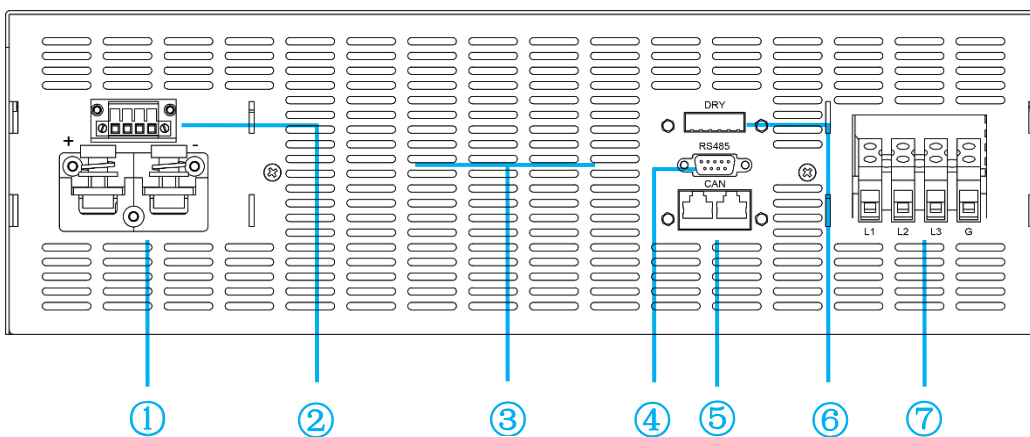 DRY
+ -
RS485
CAN
L1 L2 L3 G
① ② ③ ④ ⑤ ⑥ ⑦